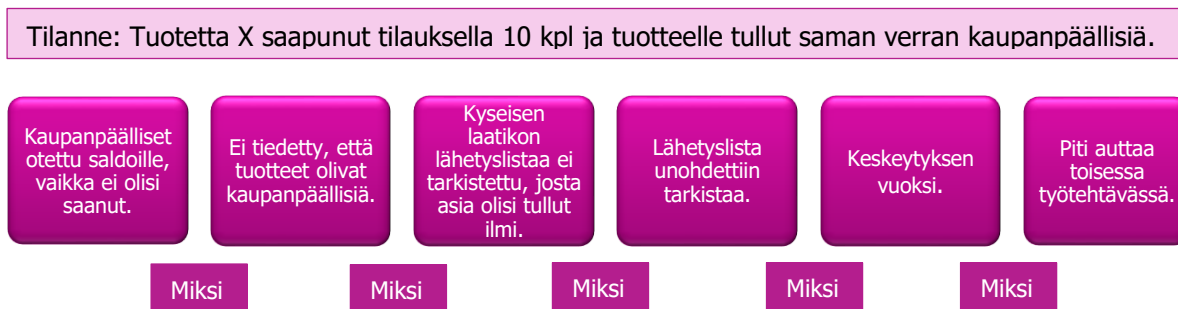 Tilanne: Tuotetta X saapunut tilauksella 10 kpl ja tuotteelle tullut saman verran kaupanpäällisiä.
Kaupanpäälliset
otettu saldoille,
vaikka ei olisi
saanut.
Ei tiedetty, että
tuotteet olivat
kaupanpäällisiä.
Kyseisen
laatikon
lähetyslistaa ei
tarkistettu, josta
asia olisi tullut
ilmi.
Lähetyslista
unohdettiin
tarkistaa.
Keskeytyksen
vuoksi.
Piti auttaa
toisessa
työtehtävässä.
Miksi
Miksi
Miksi
Miksi
Miksi